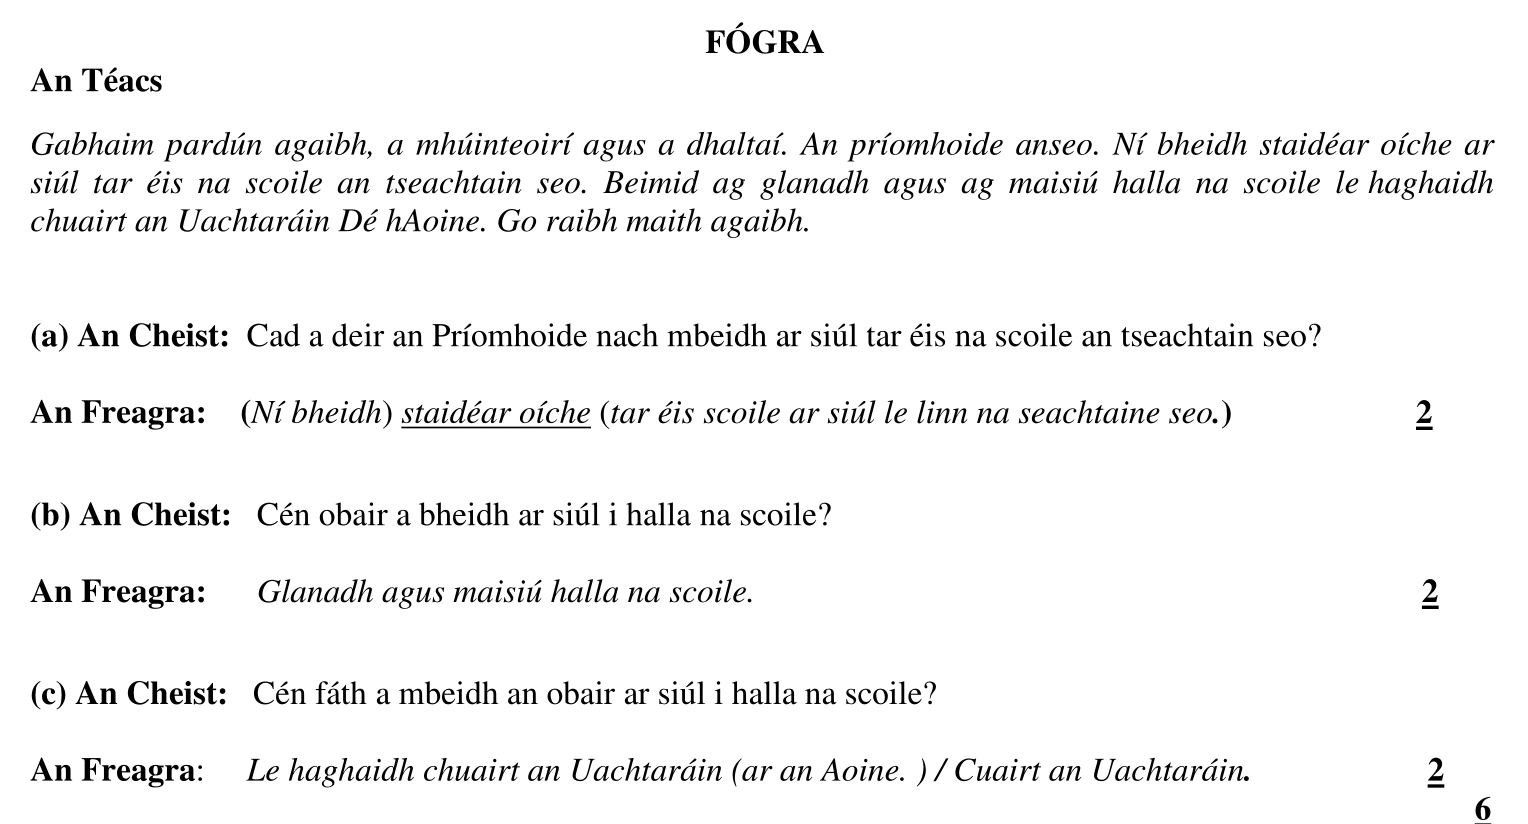 FÓGRA
An Téacs
Gabhaim pardún agaibh, a mhúinteoirí agus a dhaltaí. An príomhoide anseo. Ní bheidh staidéar oíche ar
siúl tar éis na scoile an tseachtain seo. Beimid ag glanadh agus ag maisiú halla na scoile le haghaidh
chuairt an Uachtaráin Dé hAoine. Go raibh maith agaibh.
(a) An Cheist: Cad a deir an Príomhoide nach mbeidh ar siúl tar éis na scoile an tseachtain seo?
An Freagra: (Ní bheidh) staidéar oíche (tar éis scoile ar siúl le linn na seachtaine seo.) 2
(b) An Cheist: Cén obair a bheidh ar siúl i halla na scoile?
An Freagra: Glanadh agus maisiú halla na scoile. 2
(c) An Cheist: Cén fáth a mbeidh an obair ar siúl i halla na scoile?
An Freagra: Le haghaidh chuairt an Uachtaráin (ar an Aoine. ) / Cuairt an Uachtaráin. 2
6